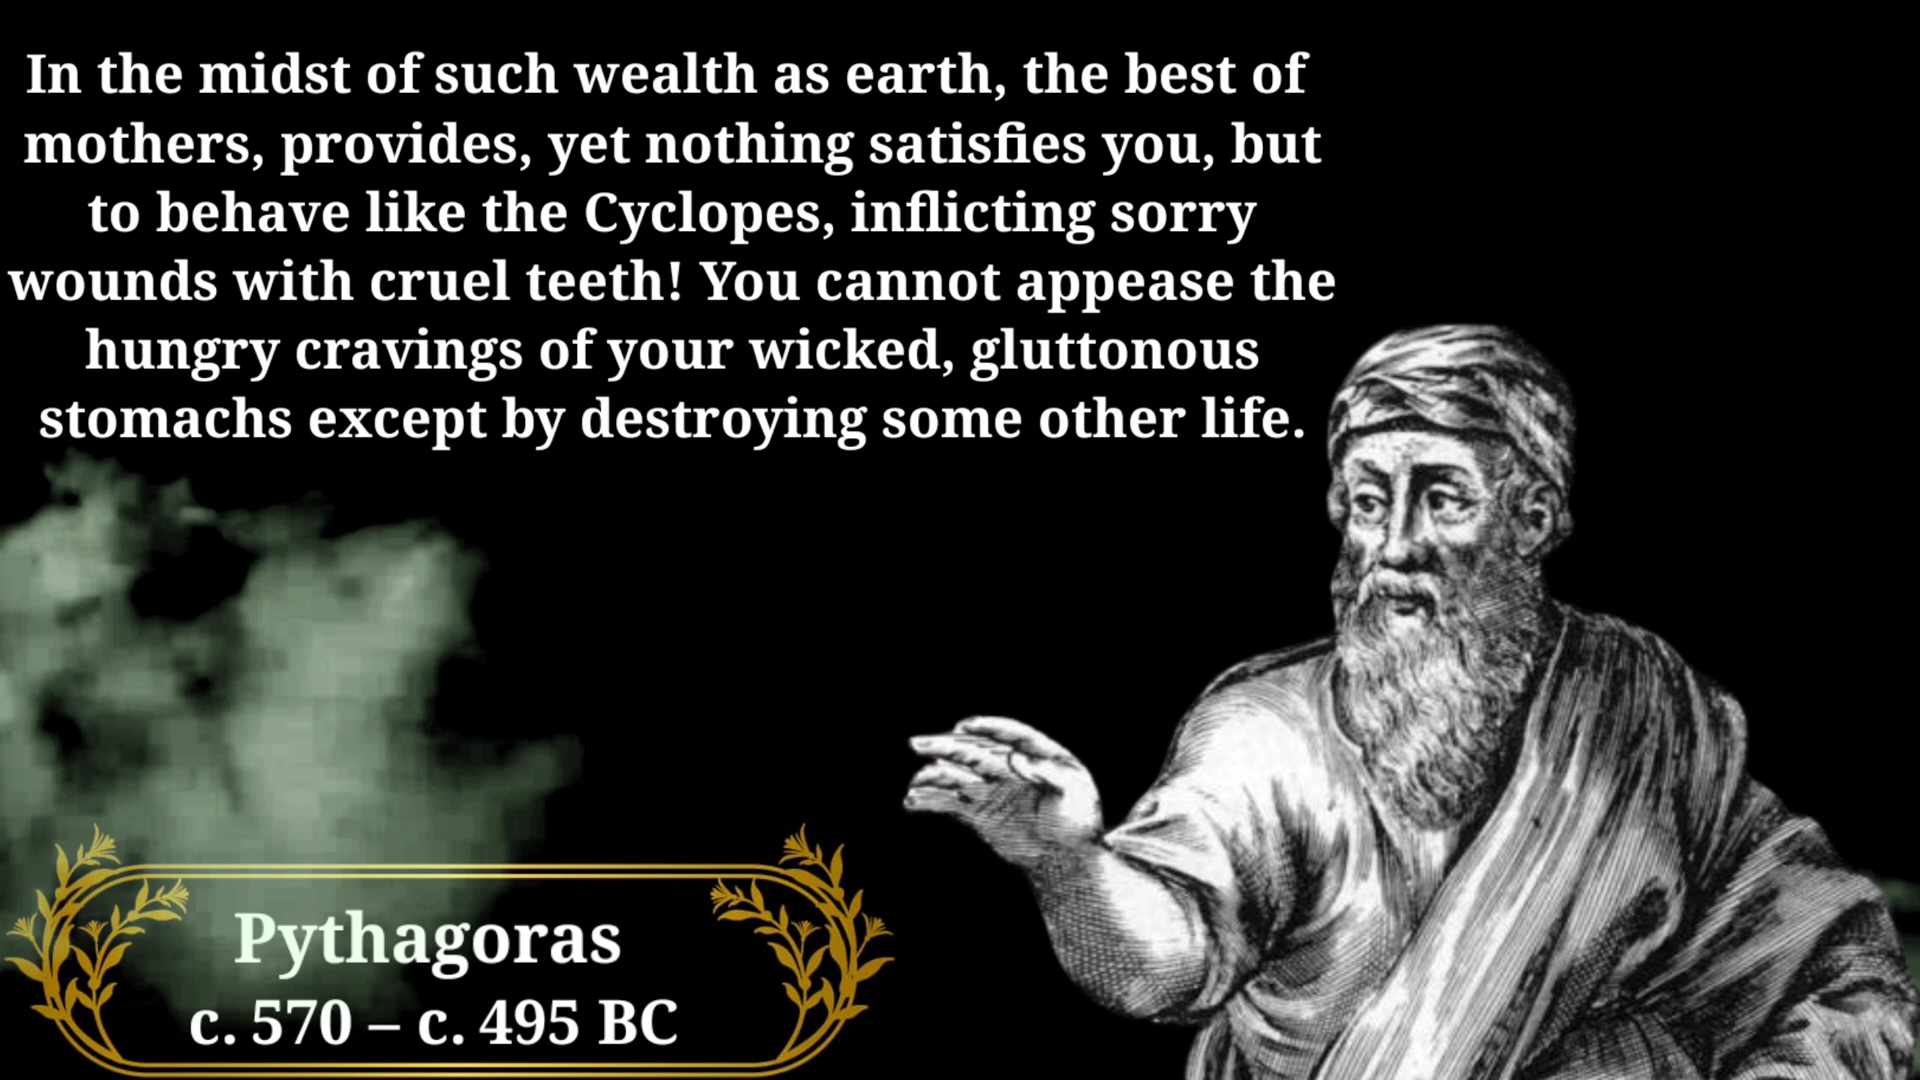 In the midst of such wealth as earth, the best of
mothers, provides, yet nothing satisfies you, but
to behave like the Cyclopes, inflicting sorry
wounds with cruel teeth! You cannot appease the
hungry cravings of your wicked, gluttonous
stomachs except by destroying some other life.
Pythagoras
c. 570 – c. 495 BC